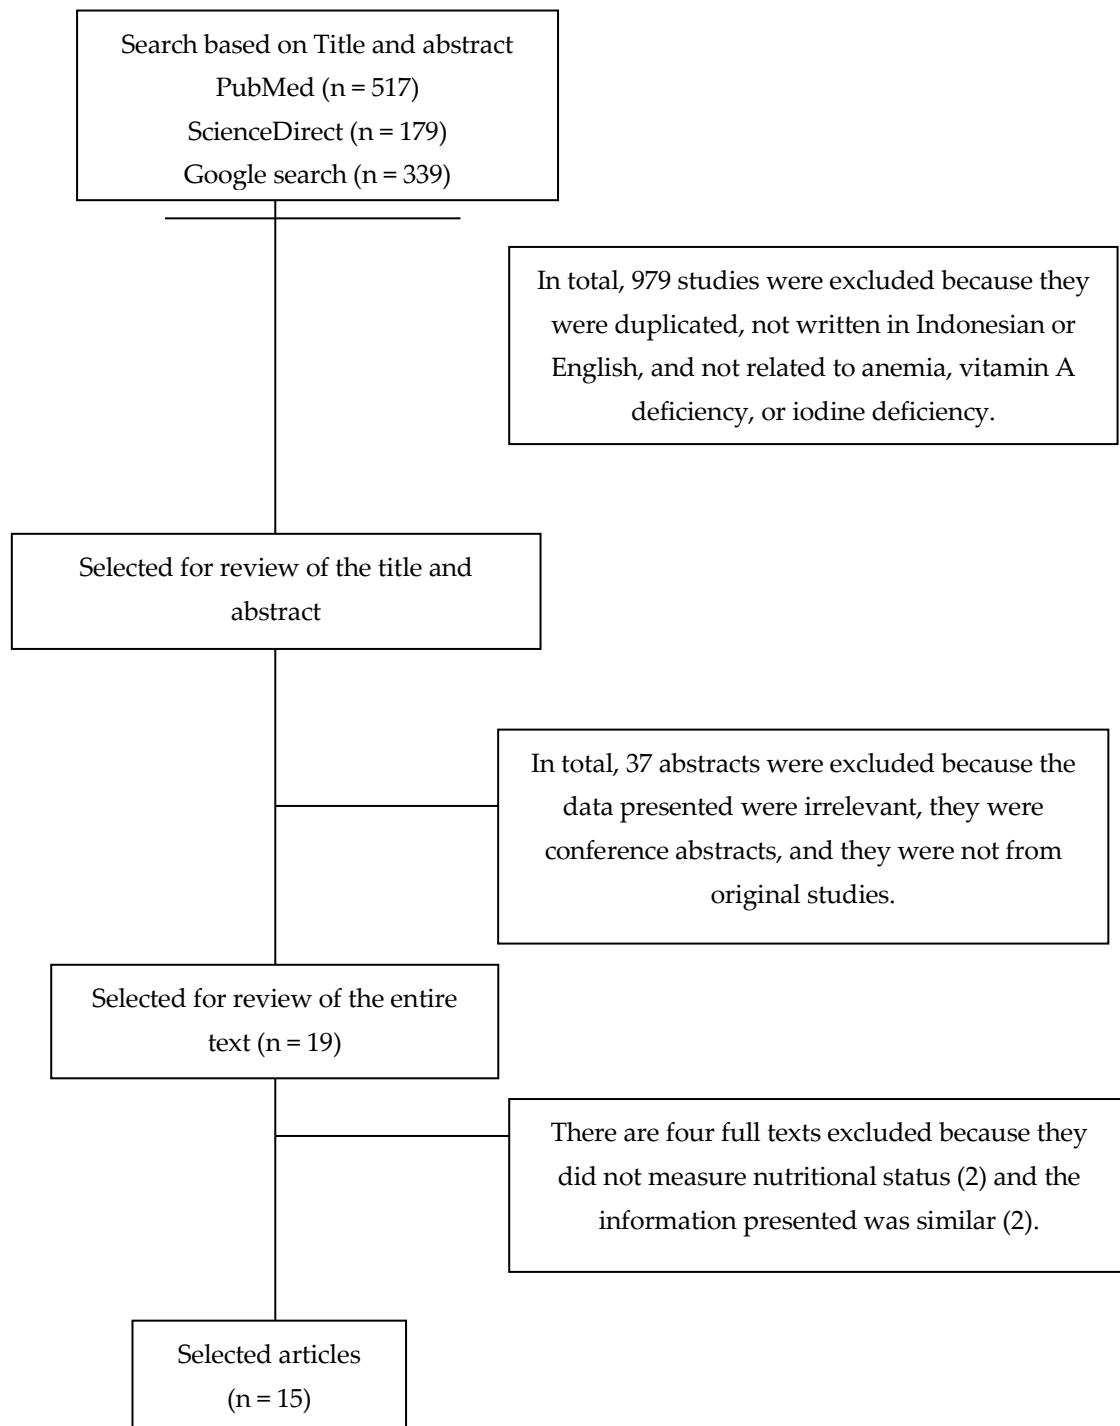 Search based on Title and abstract
PubMed (n = 517)
ScienceDirect (n = 179)
Google search (n = 339)
In total, 979 studies were excluded because they
were duplicated, not written in Indonesian or
English, and not related to anemia, vitamin A
deficiency, or iodine deficiency.
Selected for review of the title and
abstract
In total, 37 abstracts were excluded because the
data presented were irrelevant, they were
conference abstracts, and they were not from
original studies.
Selected for review of the entire
text (n = 19)
There are four full texts excluded because they
did not measure nutritional status (2) and the
information presented was similar (2).
Selected articles
(n = 15)